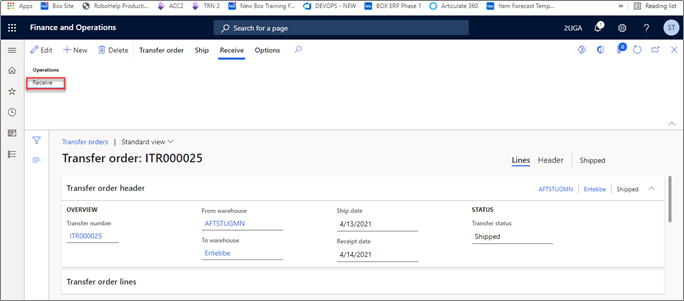 Apps Box Site RoboHelp Productio... ACC2 TRN 2 New Box Training F... DEVOPS - NEW BOX ERP Phase 1 Articulate 360 Item Forecast Temp... » Reading list
Finance and Operations Search for a page 2UGA 1 ? ST
Edit New Delete Transfer order Ship Receive Options 0
Operations
Receive
Transfer orders Standard view
Transfer order: ITR000025 Lines Header Shipped
Transfer order header AFTSTUGMN Entebbe Shipped
OVERVIEW From warehouse Ship date STATUS
Transfer number AFTSTUGMN 4/13/2021 Transfer status
ITR000025 To warehouse Receipt date Shipped
Entebbe 4/14/2021
Transfer order lines